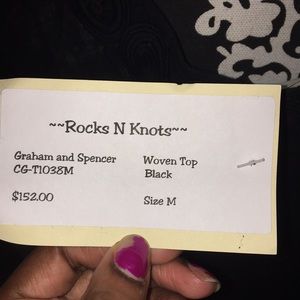 ~~Rocks N Knots~~
Graham and Spencer Woven Top
CG-T1038M Black
$152.00 Size M